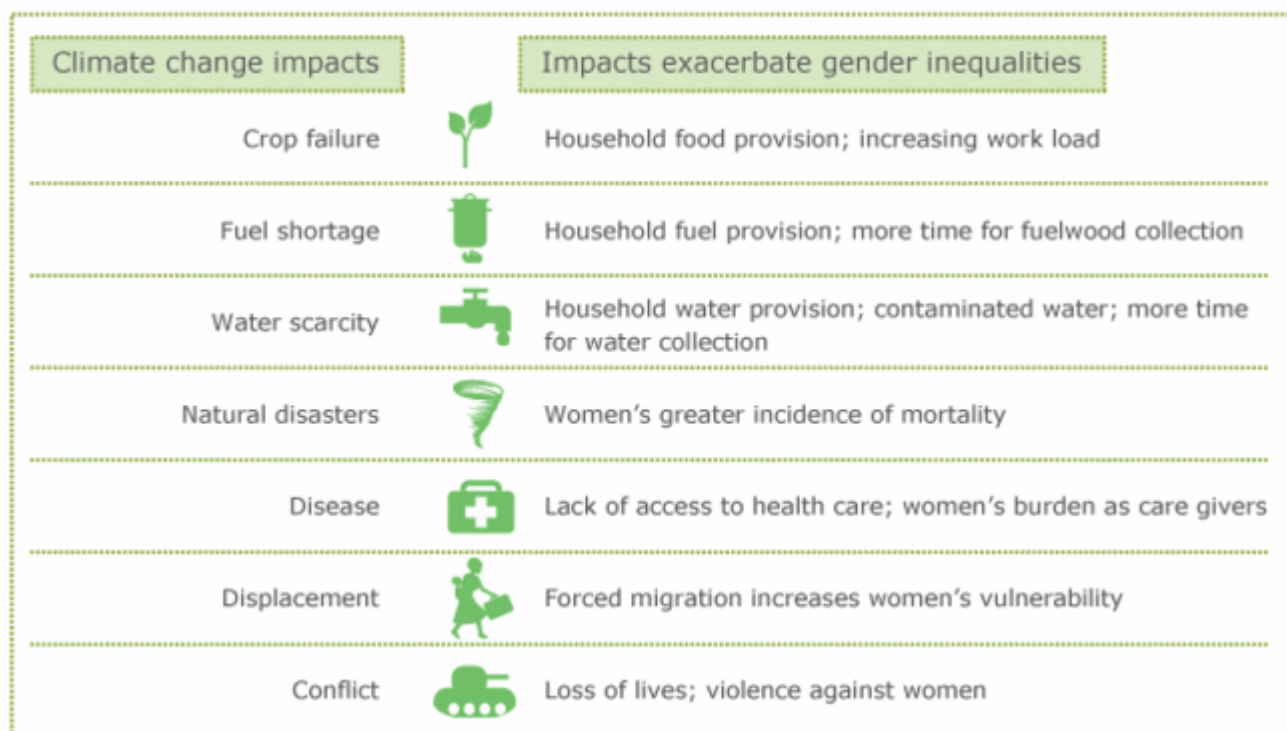 Climate change impacts
Impacts exacerbate gender inequalities
Crop failure
Household food provision; increasing work load
Fuel shortage
Household fuel provision; more time for fuelwood collection
Water scarcity
Household water provision; contaminated water; more time
for water collection
Natural disasters
Women's greater incidence of mortality
Disease
Lack of access to health care; women's burden as care givers
Displacement
Forced migration increases women's vulnerability
Conflict
Loss of lives; violence against women